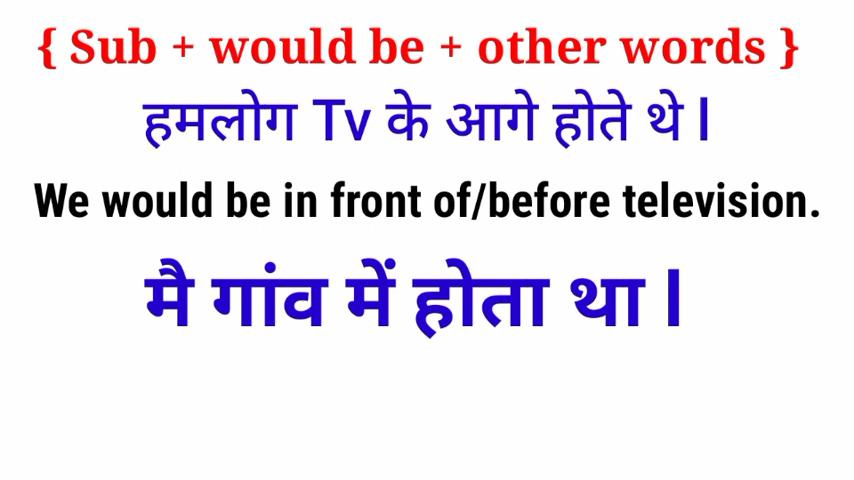 { Sub + would be + other words }
हमलोग Tv के आगे होते थे l
We would be in front of/before television.
मै गांव में होता था l